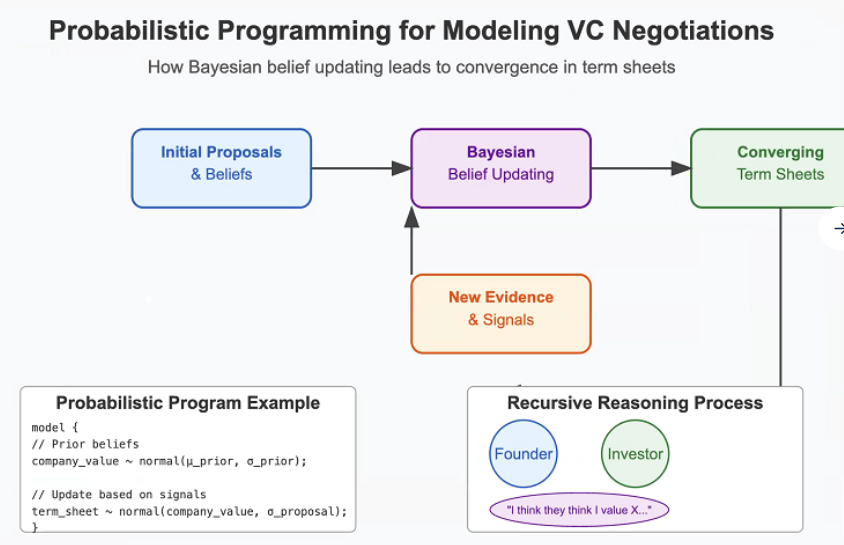 Probabilistic Programming for Modeling VC Negotiations
How Bayesian belief updating leads to convergence in term sheets
Initial Proposals
& Beliefs
Bayesian
Belief Updating
Converging
Term Sheets
New Evidence
& Signals
Probabilistic Program Example
model {
// Prior beliefs
company_value ~ normal(μ_prior, σ_prior);
// Update based on signals
term_sheet ~ normal(company_value, σ_proposal);
}
Recursive Reasoning Process
Founder
Investor
"I think they think I value X..."